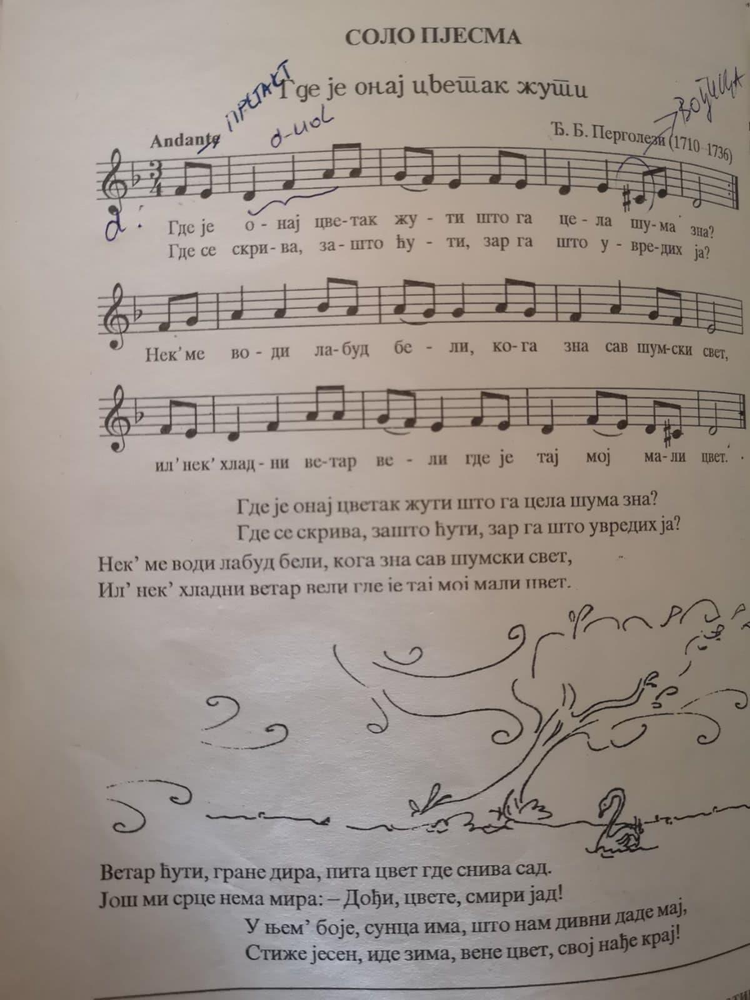 СОЛО ПЈЕСМА
Где је онај цветак жути
ПРЕТАКТ
ВОЂИЦА
d-mol
Andante
Ђ. Б. Перголези (1710-1736)
3
4
d:
Где је о - нај цве-так жу - ти што га це - ла шу-ма зна?
Где се скри-ва, за-што ћу - ти, зар га што у - вре-дих ја?
Нек’ ме во - ди ла-буд бе - ли, ко-га зна сав шум-ски свет,
ил’ нек’ хлад - ни ве-тар ве - ли где је тај мој ма-ли цвет.
Где је онај цветак жути што га цела шума зна?
Где се скрива, зашто ћути, зар га што увредих ја?
Нек’ ме води лабуд бели, кога зна сав шумски свет,
Ил’ нек’ хладни ветар вели где је тај мој мали цвет.
Ветар ћути, гране дира, пита цвет где снива сад.
Још ми срце нема мира: – Дођи, цвете, смири јад!
У њем’ боје, сунца има, што нам дивни даде мај,
Стиже јесен, иде зима, вене цвет, свој нађе крај!